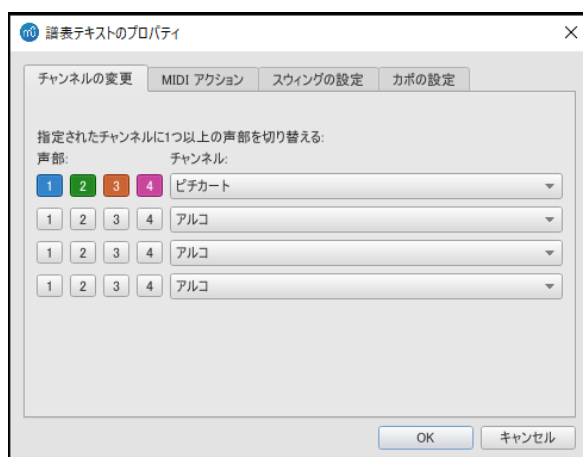 譜表テキストのプロパティ
チャンネルの変更 MIDI アクション スウィングの設定 カポの設定
指定されたチャンネルに1つ以上の声部を切り替える:
声部: チャンネル:
1 2 3 4 ピチカート
1 2 3 4 アルコ
1 2 3 4 アルコ
1 2 3 4 アルコ
OK キャンセル